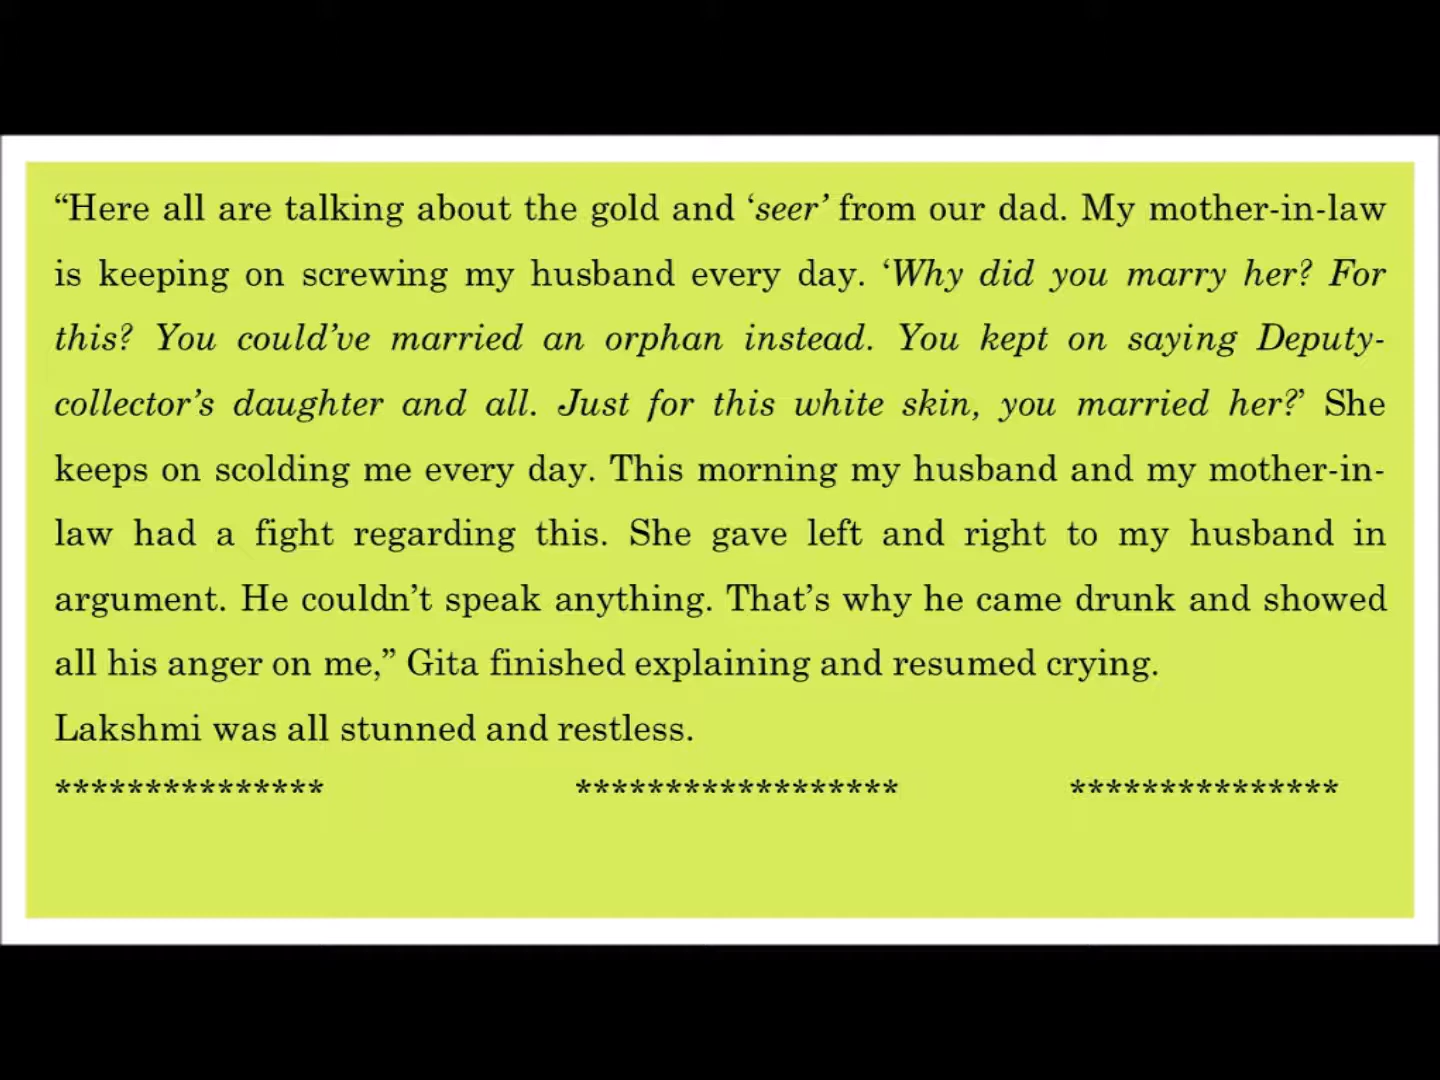 “Here all are talking about the gold and ‘seer’ from our dad. My mother-in-law
is keeping on screwing my husband every day. ‘Why did you marry her? For
this? You could’ve married an orphan instead. You kept on saying Deputy-
collector’s daughter and all. Just for this white skin, you married her?’ She
keeps on scolding me every day. This morning my husband and my mother-in-
law had a fight regarding this. She gave left and right to my husband in
argument. He couldn’t speak anything. That’s why he came drunk and showed
all his anger on me,” Gita finished explaining and resumed crying.
Lakshmi was all stunned and restless.
*************** ****************** ***************